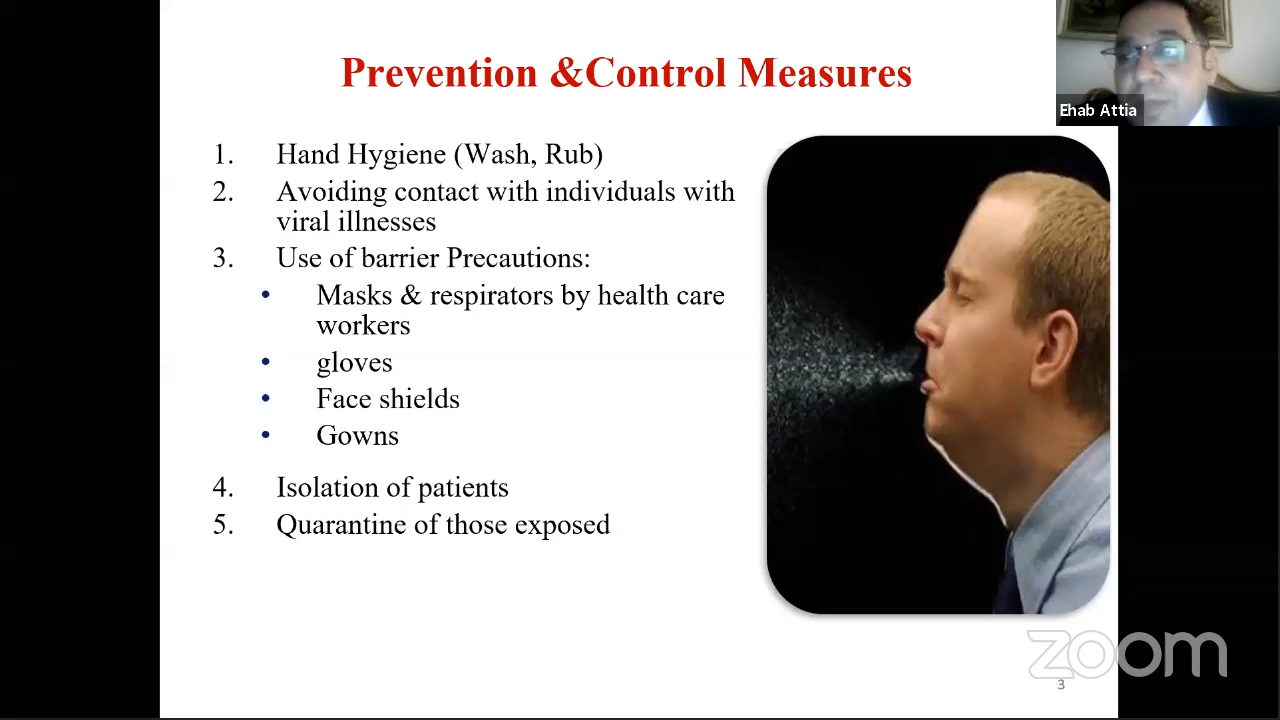 Prevention &Control Measures
Ehab Attia
1. Hand Hygiene (Wash, Rub)
2. Avoiding contact with individuals with
viral illnesses
3. Use of barrier Precautions:
• Masks & respirators by health care
workers
• gloves
• Face shields
• Gowns
4. Isolation of patients
5. Quarantine of those exposed
zoom
3